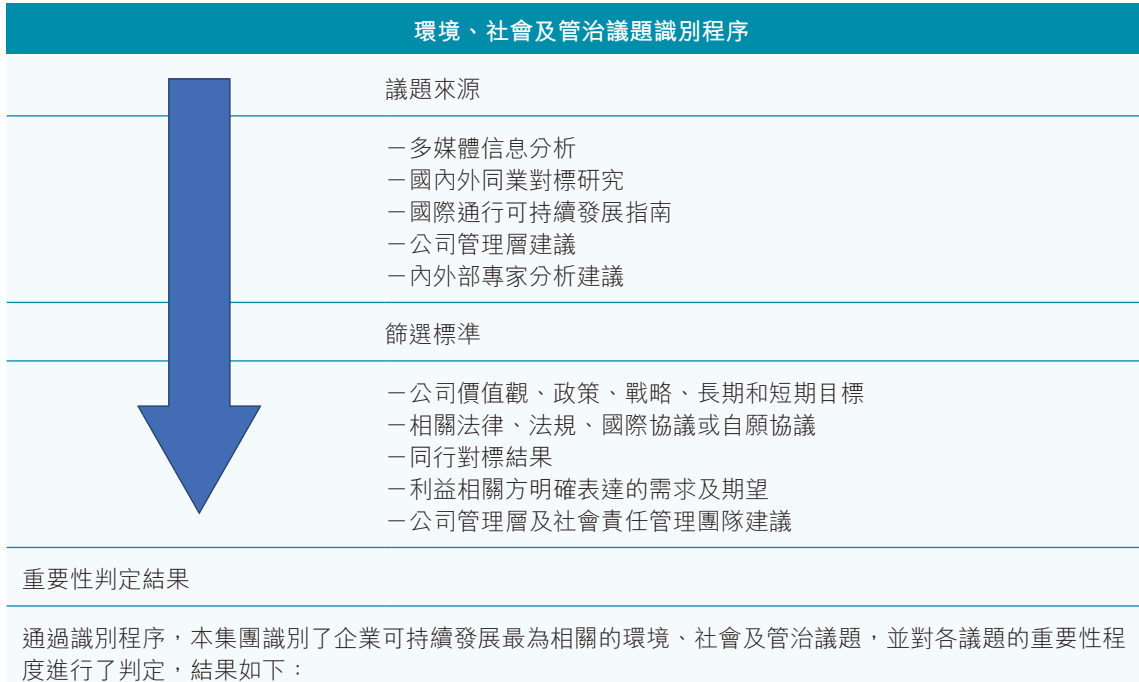 環境、社會及管治議題識別程序
議題來源
－多媒體信息分析
－國內外同業對標研究
－國際通行可持續發展指南
－公司管理層建議
－內外部專家分析建議
篩選標準
－公司價值觀、政策、戰略、長期和短期目標
－相關法律、法規、國際協議或自願協議
－同行對標結果
－利益相關方明確表達的需求及期望
－公司管理層及社會責任管理團隊建議
重要性判定結果
通過識別程序，本集團識別了企業可持續發展最為相關的環境、社會及管治議題，並對各議題的重要性程
度進行了判定，結果如下：